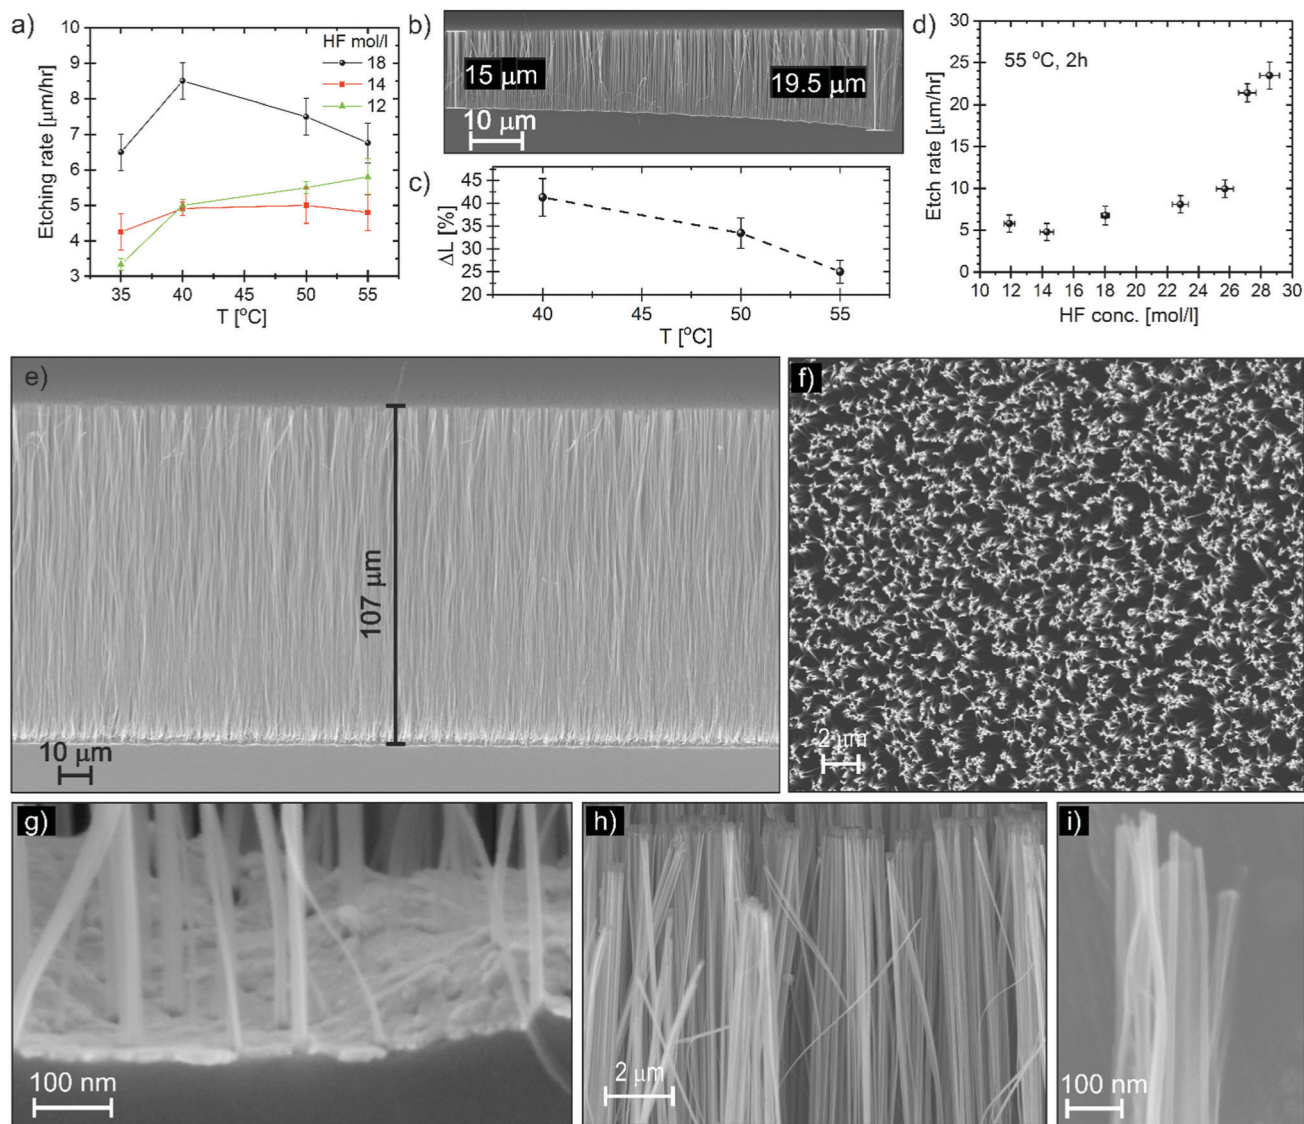 a)
Etching rate [μm/hr]
10
9
8
7
6
5
4
3
HF mol/l
18
14
12
35
40
50
55
T [°C]
b)
15 μm
19.5 μm
10 μm
c)
ΔL [%]
45
40
35
30
25
20
40
45
50
55
T [°C]
d)
Etch rate [μm/hr]
30
25
20
15
10
5
0
55 °C, 2h
10 12 14 16 18 20 22 24 26 28 30
HF conc. [mol/l]
e)
107 μm
10 μm
f)
2 μm
g)
100 nm
h)
2 μm
i)
100 nm